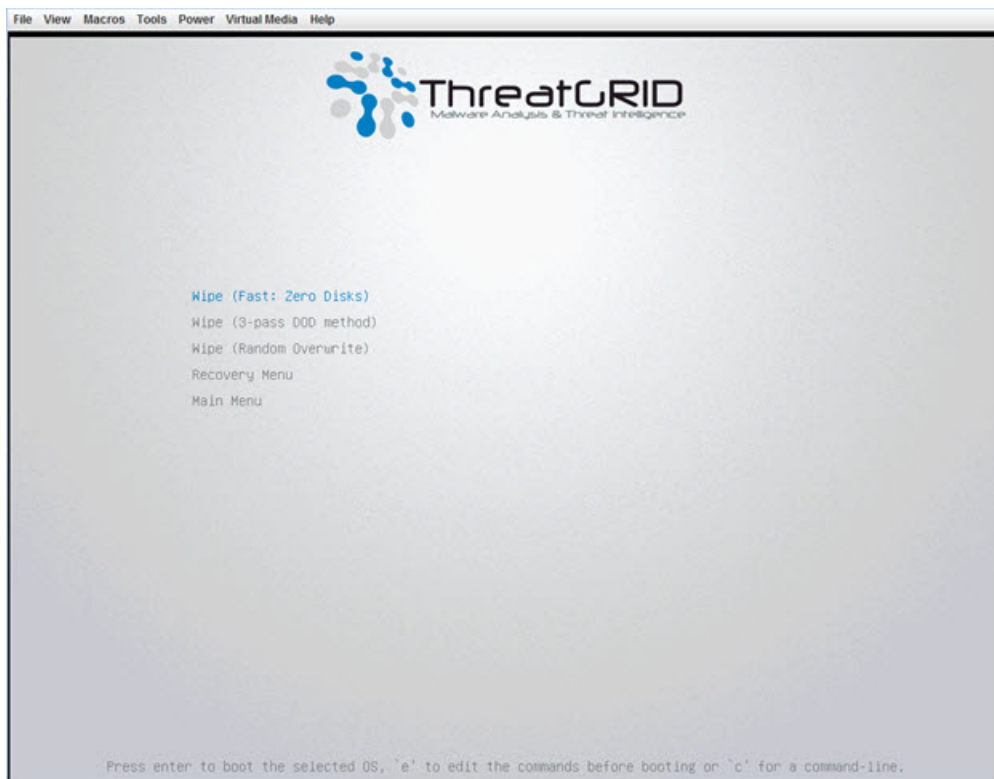 File View Macros Tools Power Virtual Media Help
ThreatGRID
Malware Analysis & Threat Intelligence
Wipe (Fast: Zero Disks)
Wipe (3-pass DOD method)
Wipe (Random Overwrite)
Recovery Menu
Main Menu
Press enter to boot the selected OS, `e' to edit the commands before booting or `c' for a command-line.